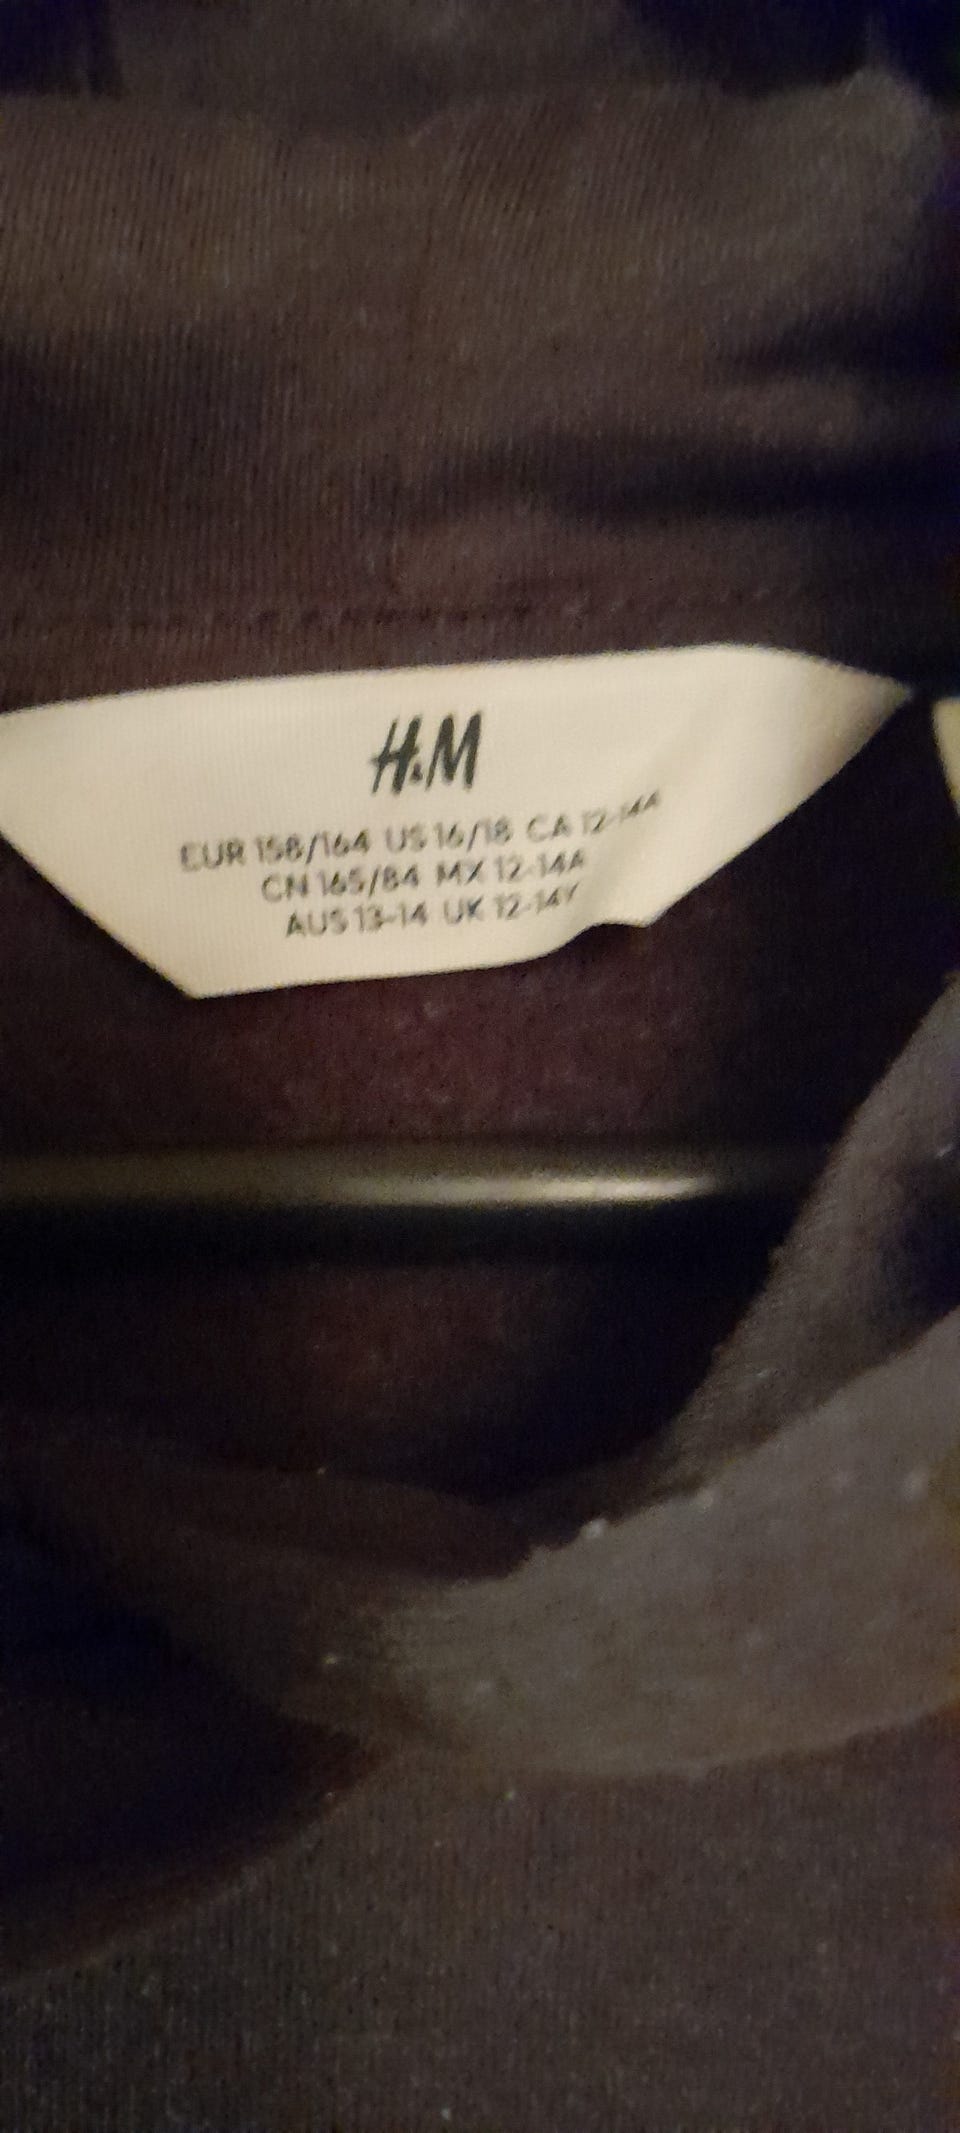 H&M
EUR 158/164 US 16/18 CA 12-14A
CN 165/84 MX 12-14A
AUS 13-14 UK 12-14Y